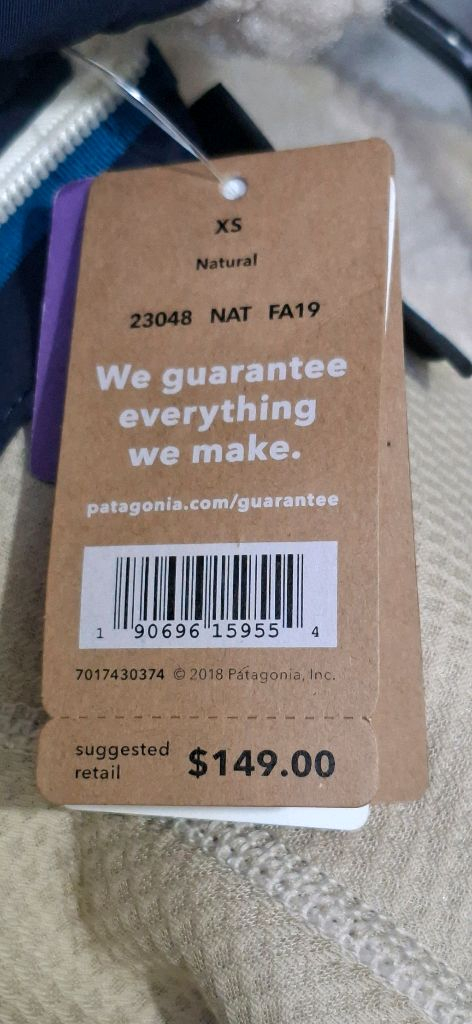 XS
Natural
23048 NAT FA19
We guarantee
everything
we make.
patagonia.com/guarantee
1 90696 15955 4
7017430374 © 2018 Patagonia, Inc.
suggested
retail
$149.00